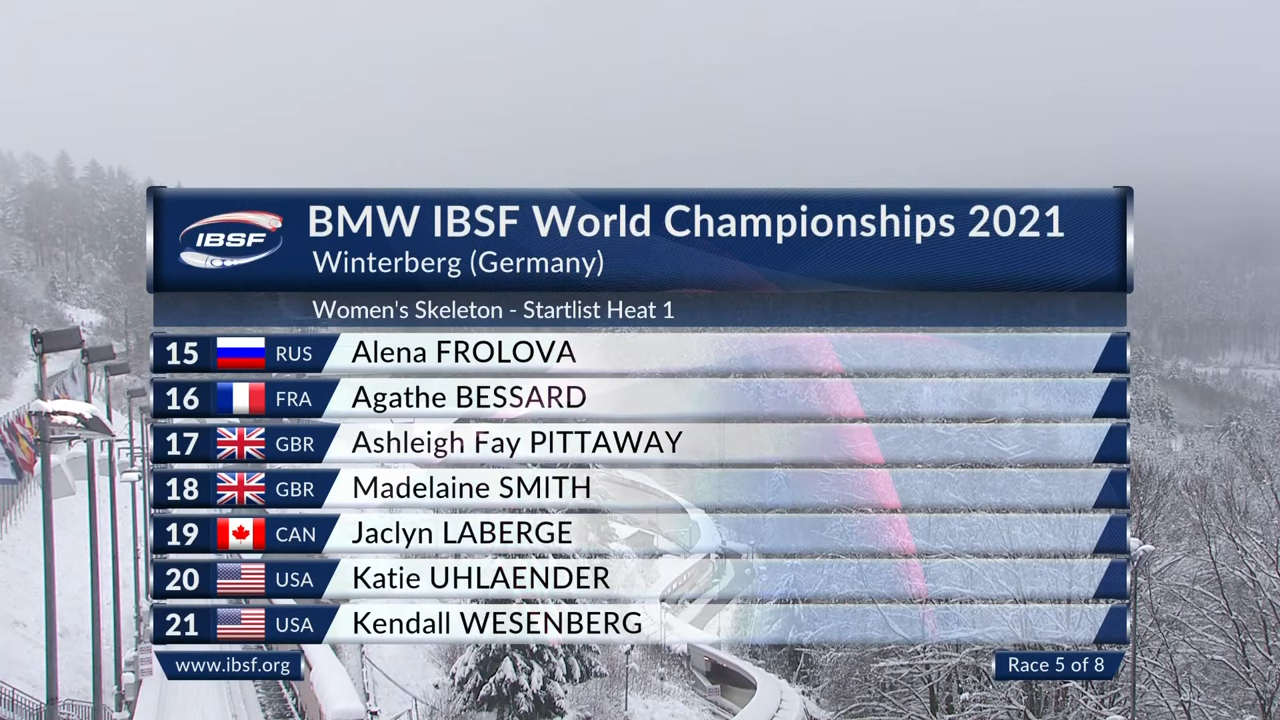 IBSF
BMW IBSF World Championships 2021
Winterberg (Germany)
Women's Skeleton - Startlist Heat 1
15 RUS Alena FROLOVA
16 FRA Agathe BESSARD
17 GBR Ashleigh Fay PITTAWAY
18 GBR Madelaine SMITH
19 CAN Jaclyn LABERGE
20 USA Katie UHLAENDER
21 USA Kendall WESENBERG
www.ibsf.org
Race 5 of 8